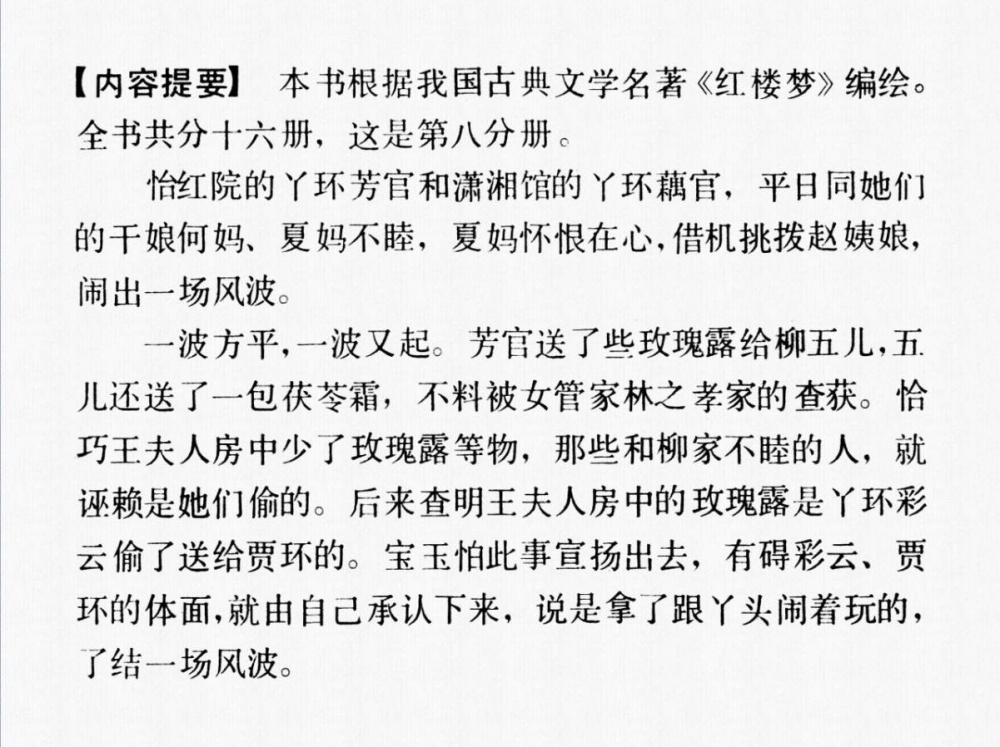 【内容提要】 本书根据我国古典文学名著《红楼梦》编绘。
全书共分十六册，这是第八分册。
怡红院的丫环芳官和潇湘馆的丫环藕官，平日同她们
的干娘何妈、夏妈不睦，夏妈怀恨在心，借机挑拨赵姨娘，
闹出一场风波。
一波方平，一波又起。芳官送了些玫瑰露给柳五儿，五
儿还送了一包茯苓霜，不料被女管家林之孝家的查获。恰
巧王夫人房中少了玫瑰露等物，那些和柳家不睦的人，就
诬赖是她们偷的。后来查明王夫人房中的玫瑰露是丫环彩
云偷了送给贾环的。宝玉怕此事宣扬出去，有碍彩云、贾
环的体面，就由自己承认下来，说是拿了跟丫头闹着玩的，
了结一场风波。